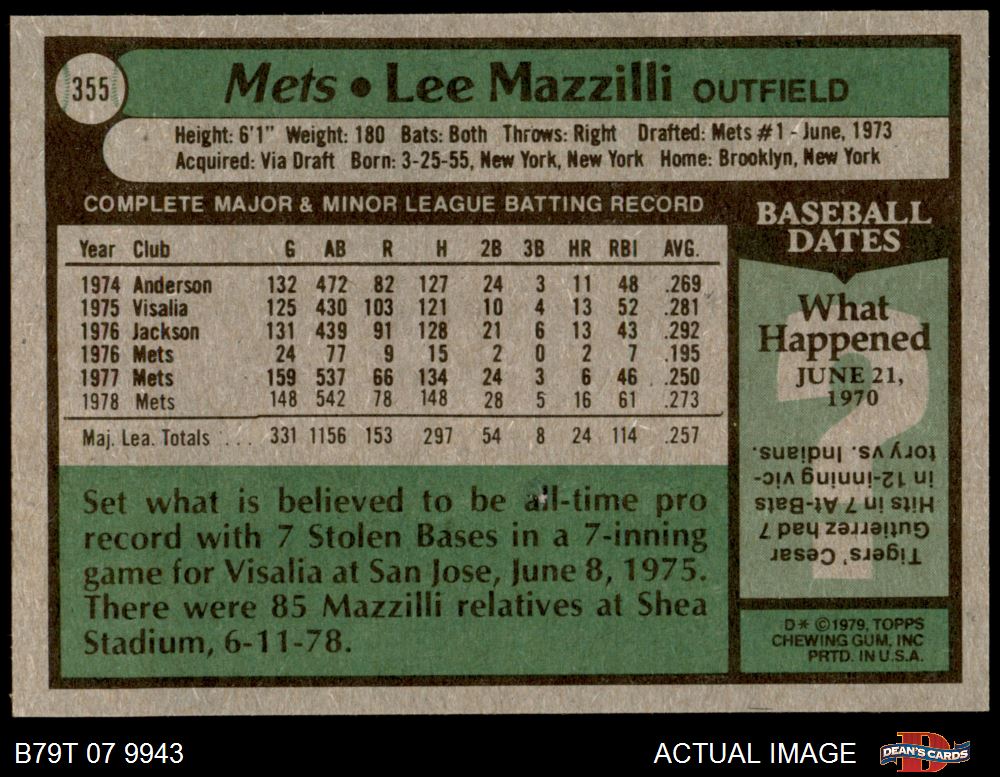 355
Mets • Lee Mazzilli OUTFIELD
Height: 6'1" Weight: 180 Bats: Both Throws: Right Drafted: Mets #1 - June, 1973
Acquired: Via Draft Born: 3-25-55, New York, New York Home: Brooklyn, New York
COMPLETE MAJOR & MINOR LEAGUE BATTING RECORD
Year Club G AB R H 2B 3B HR RBI AVG.
1974 Anderson 132 472 82 127 24 3 11 48 .269
1975 Visalia 125 430 103 121 10 4 13 52 .281
1976 Jackson 131 439 91 128 21 6 13 43 .292
1976 Mets 24 77 9 15 2 0 2 7 .195
1977 Mets 159 537 66 134 24 3 6 46 .250
1978 Mets 148 542 78 148 28 5 16 61 .273
Maj. Lea. Totals ... 331 1156 153 297 54 8 24 114 .257
Set what is believed to be all-time pro
record with 7 Stolen Bases in a 7-inning
game for Visalia at San Jose, June 8, 1975.
There were 85 Mazzilli relatives at Shea
Stadium, 6-11-78.
BASEBALL
DATES
What
Happened
JUNE 21,
1970
?
Tigers' Cesar
Gutierrez had 7
Hits in 7 At-Bats
in 12-inning vic-
tory vs. Indians.
D* ©1979, TOPPS
CHEWING GUM, INC
PRTD. IN U.S.A.
B79T 07 9943
ACTUAL IMAGE
D
DEAN'S CARDS